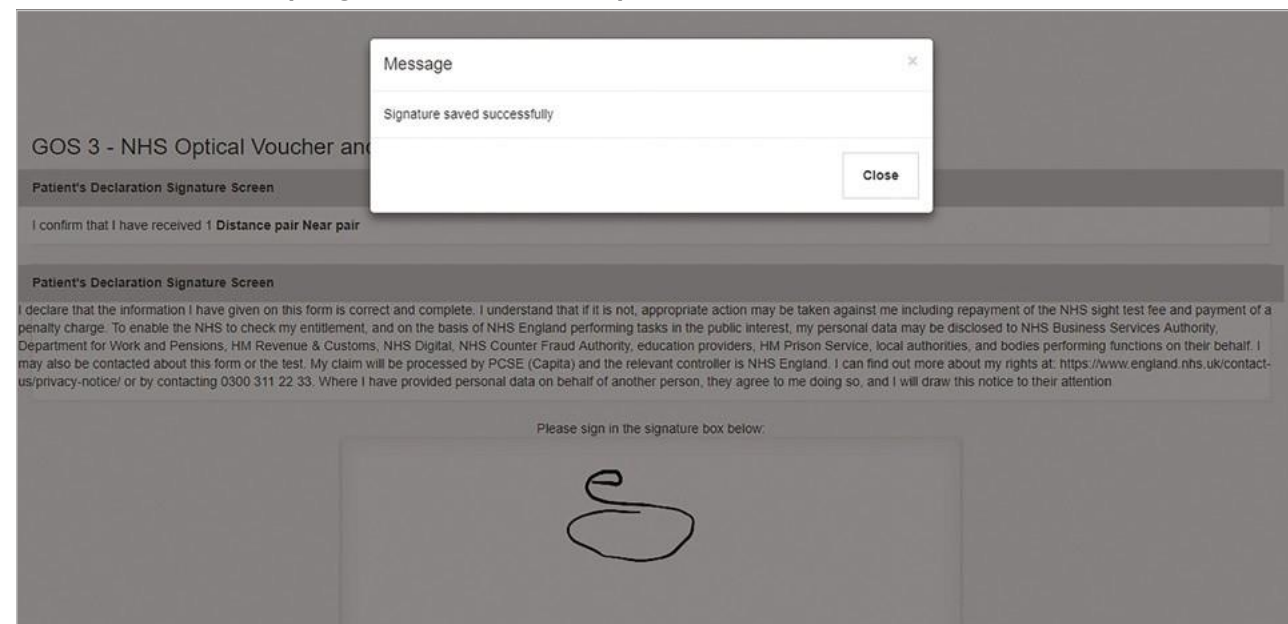 Message ×
Signature saved successfully
Close
GOS 3 - NHS Optical Voucher and
Patient's Declaration Signature Screen
I confirm that I have received 1 Distance pair Near pair
Patient's Declaration Signature Screen
I declare that the information I have given on this form is correct and complete. I understand that if it is not, appropriate action may be taken against me including repayment of the NHS sight test fee and payment of a
penalty charge. To enable the NHS to check my entitlement, and on the basis of NHS England performing tasks in the public interest, my personal data may be disclosed to NHS Business Services Authority,
Department for Work and Pensions, HM Revenue & Customs, NHS Digital, NHS Counter Fraud Authority, education providers, HM Prison Service, local authorities, and bodies performing functions on their behalf. I
may also be contacted about this form or the test. My claim will be processed by PCSE (Capita) and the relevant controller is NHS England. I can find out more about my rights at: https://www.england.nhs.uk/contact-
us/privacy-notice/ or by contacting 0300 311 22 33. Where I have provided personal data on behalf of another person, they agree to me doing so, and I will draw this notice to their attention
Please sign in the signature box below: